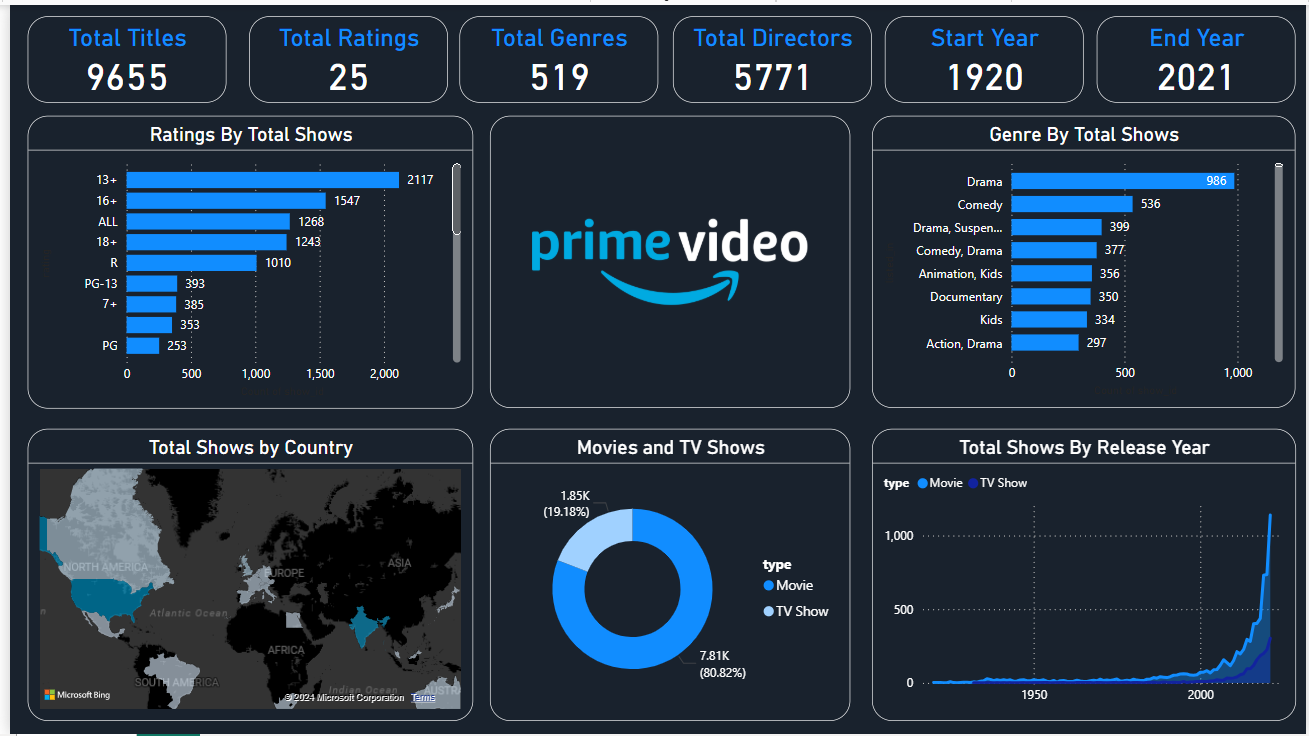 Total Titles
9655
Total Ratings
25
Total Genres
519
Total Directors
5771
Start Year
1920
End Year
2021
Ratings By Total Shows
13+ 2117
16+ 1547
ALL 1268
18+ 1243
R 1010
PG-13 393
7+ 385
353
PG 253
0 500 1,000 1,500 2,000
prime video
Genre By Total Shows
Drama 986
Comedy 536
Drama, Suspen... 399
Comedy, Drama 377
Animation, Kids 356
Documentary 350
Kids 334
Action, Drama 297
0 500 1,000
Total Shows by Country
NORTH AMERICA
EUROPE
ASIA
Atlantic Ocean
AFRICA
SOUTH AMERICA
Indian Ocean
AUSTRA
Microsoft Bing
© 2024 Microsoft Corporation Terms
Movies and TV Shows
1.85K
(19.18%)
type
Movie
TV Show
7.81K
(80.82%)
Total Shows By Release Year
type Movie TV Show
1,000
500
0
1950 2000